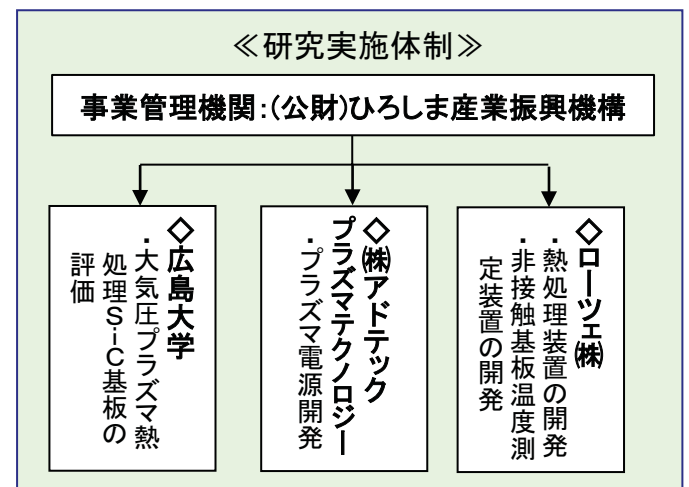 ≪研究実施体制≫
事業管理機関:(公財)ひろしま産業振興機構
◇広島大学
・大気圧プラズマ熱
処理SiC基板の
評価
◇㈱アドテック
プラズマテクノロジー
・プラズマ電源開発
◇ローツェ㈱
・熱処理装置の開発
・非接触基板温度測
定装置の開発